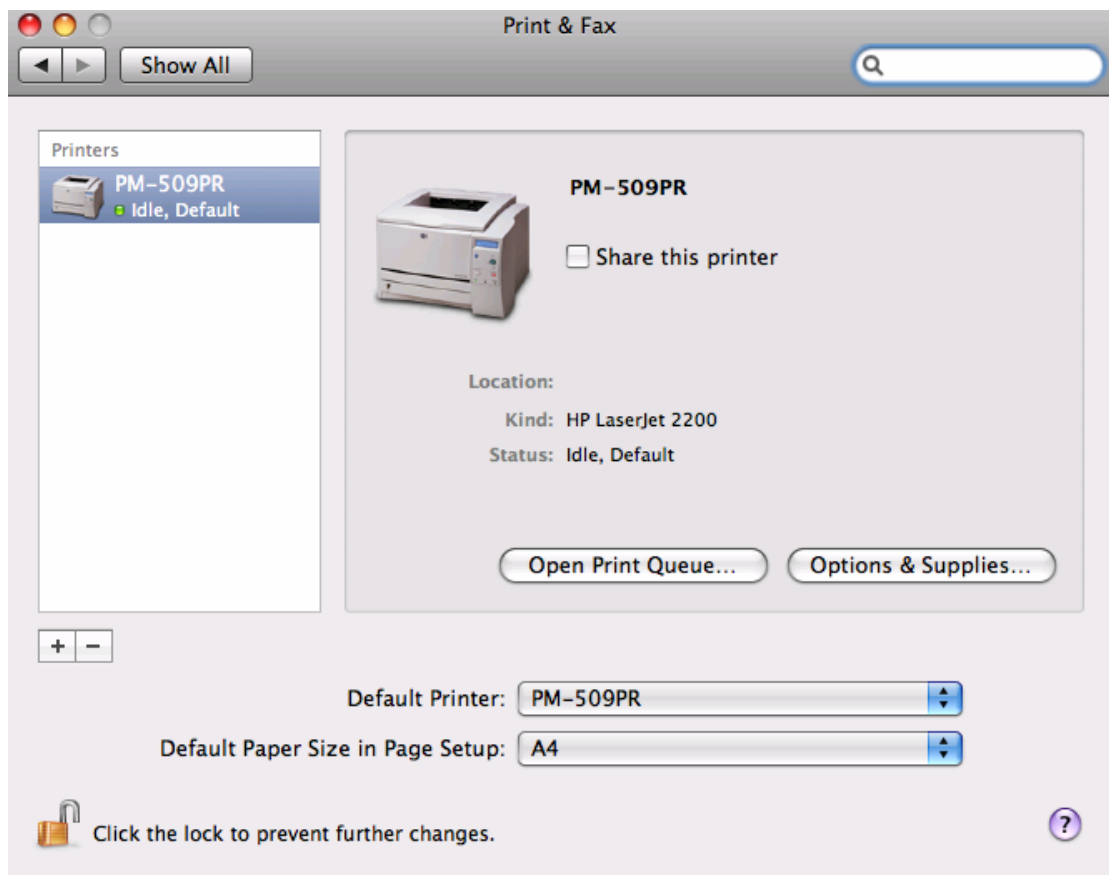 Print & Fax
Show All
Printers
PM-509PR
Idle, Default
PM-509PR
Share this printer
Location:
Kind: HP LaserJet 2200
Status: Idle, Default
Open Print Queue...
Options & Supplies...
+ −
Default Printer: PM-509PR
Default Paper Size in Page Setup: A4
Click the lock to prevent further changes.
?